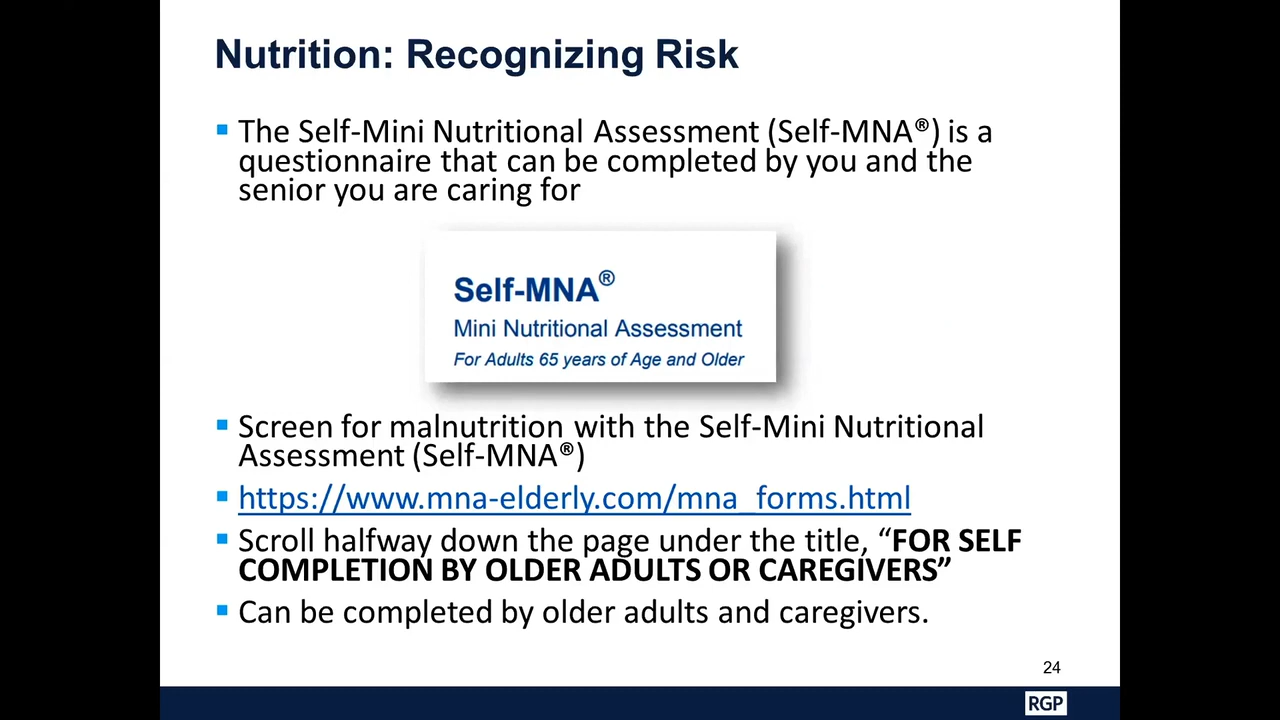 Nutrition: Recognizing Risk
The Self-Mini Nutritional Assessment (Self-MNA®) is a
questionnaire that can be completed by you and the
senior you are caring for
Self-MNA®
Mini Nutritional Assessment
For Adults 65 years of Age and Older
Screen for malnutrition with the Self-Mini Nutritional
Assessment (Self-MNA®)
https://www.mna-elderly.com/mna_forms.html
Scroll halfway down the page under the title, “FOR SELF
COMPLETION BY OLDER ADULTS OR CAREGIVERS”
Can be completed by older adults and caregivers.
24
RGP